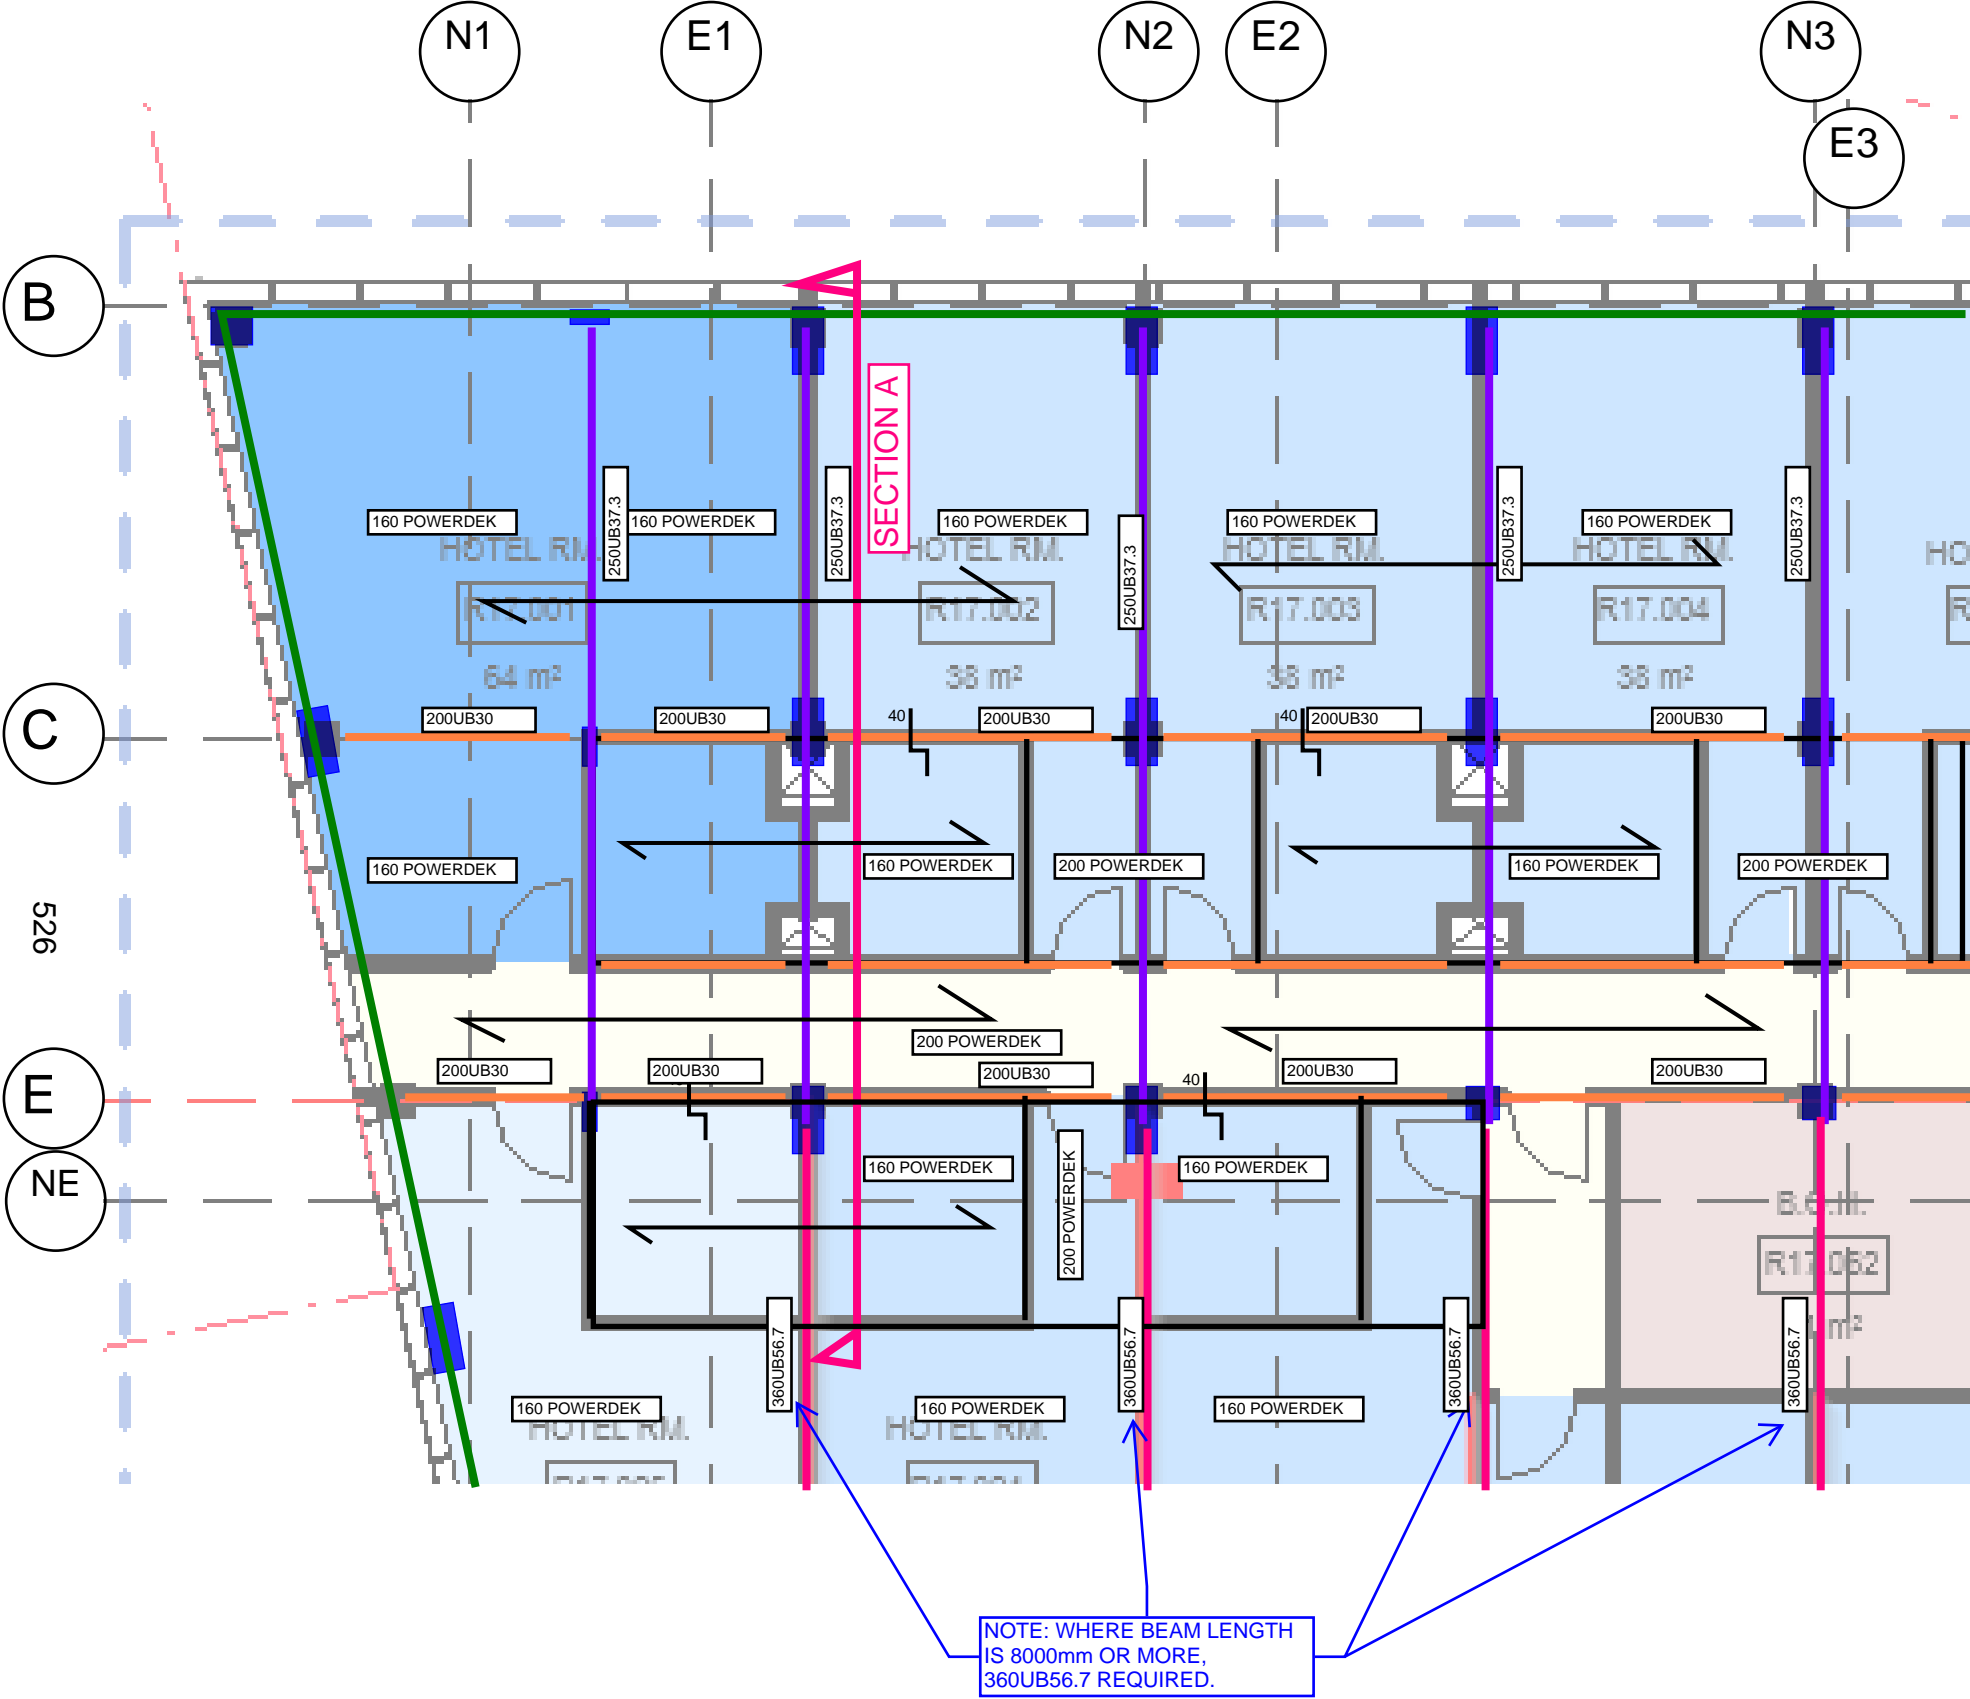 N1
E1
N2
E2
N3
E3
B
SECTION A
250UB37.3
250UB37.3
250UB37.3
250UB37.3
250UB37.3
160 POWERDEK
160 POWERDEK
160 POWERDEK
160 POWERDEK
160 POWERDEK
HOTEL RM.
HOTEL RM.
HOTEL RM.
HOTEL RM.
HO
R17.001
R17.002
R17.003
R17.004
R
64 m²
38 m²
38 m²
38 m²
C
200UB30
200UB30
40
200UB30
40
200UB30
200UB30
160 POWERDEK
160 POWERDEK
200 POWERDEK
160 POWERDEK
200 POWERDEK
526
200 POWERDEK
E
200UB30
200UB30
200UB30
200UB30
200UB30
40
NE
160 POWERDEK
200 POWERDEK
160 POWERDEK
B.O.H.
R17.062
m²
360UB56.7
360UB56.7
360UB56.7
360UB56.7
160 POWERDEK
160 POWERDEK
160 POWERDEK
HOTEL RM.
HOTEL RM.
NOTE: WHERE BEAM LENGTH
IS 8000mm OR MORE,
360UB56.7 REQUIRED.